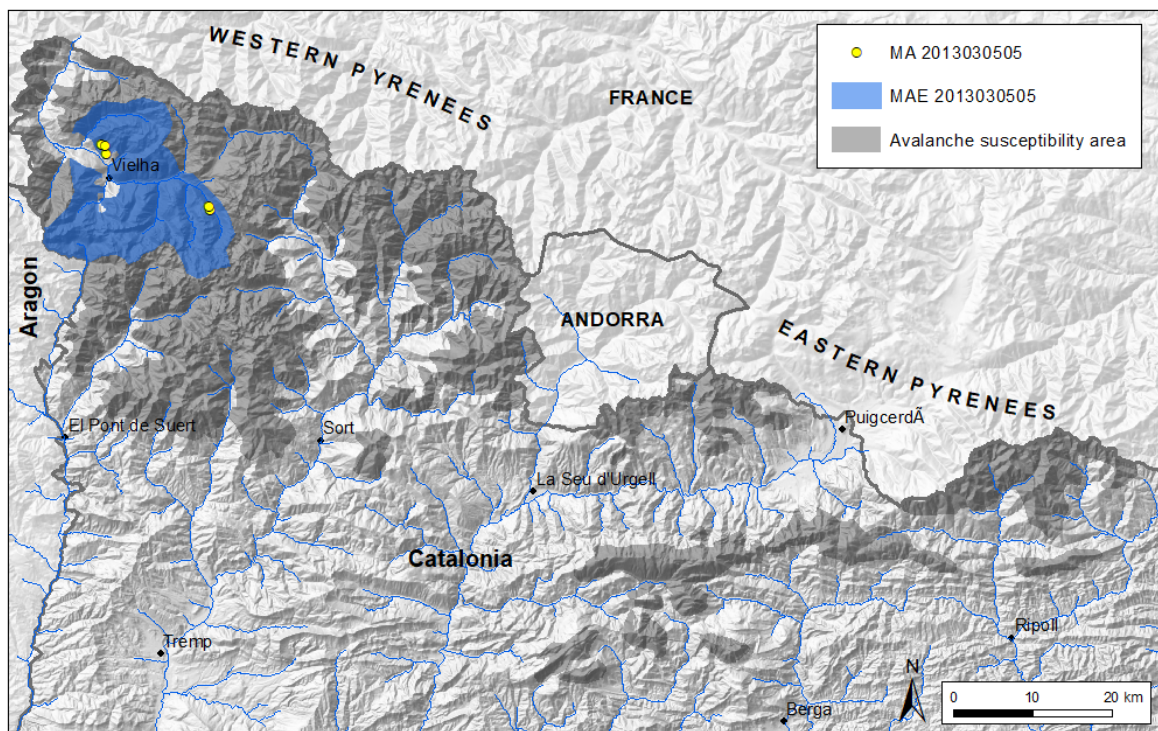 WESTERN PYRENEES
FRANCE
MA 2013030505
MAE 2013030505
Avalanche susceptibility area
Vielha
Aragon
ANDORRA
EASTERN PYRENEES
PuigcerdÃ
El Pont de Suert
Sort
La Seu d'Urgell
Catalonia
Tremp
Ripoll
Berga
N
0 10 20 km